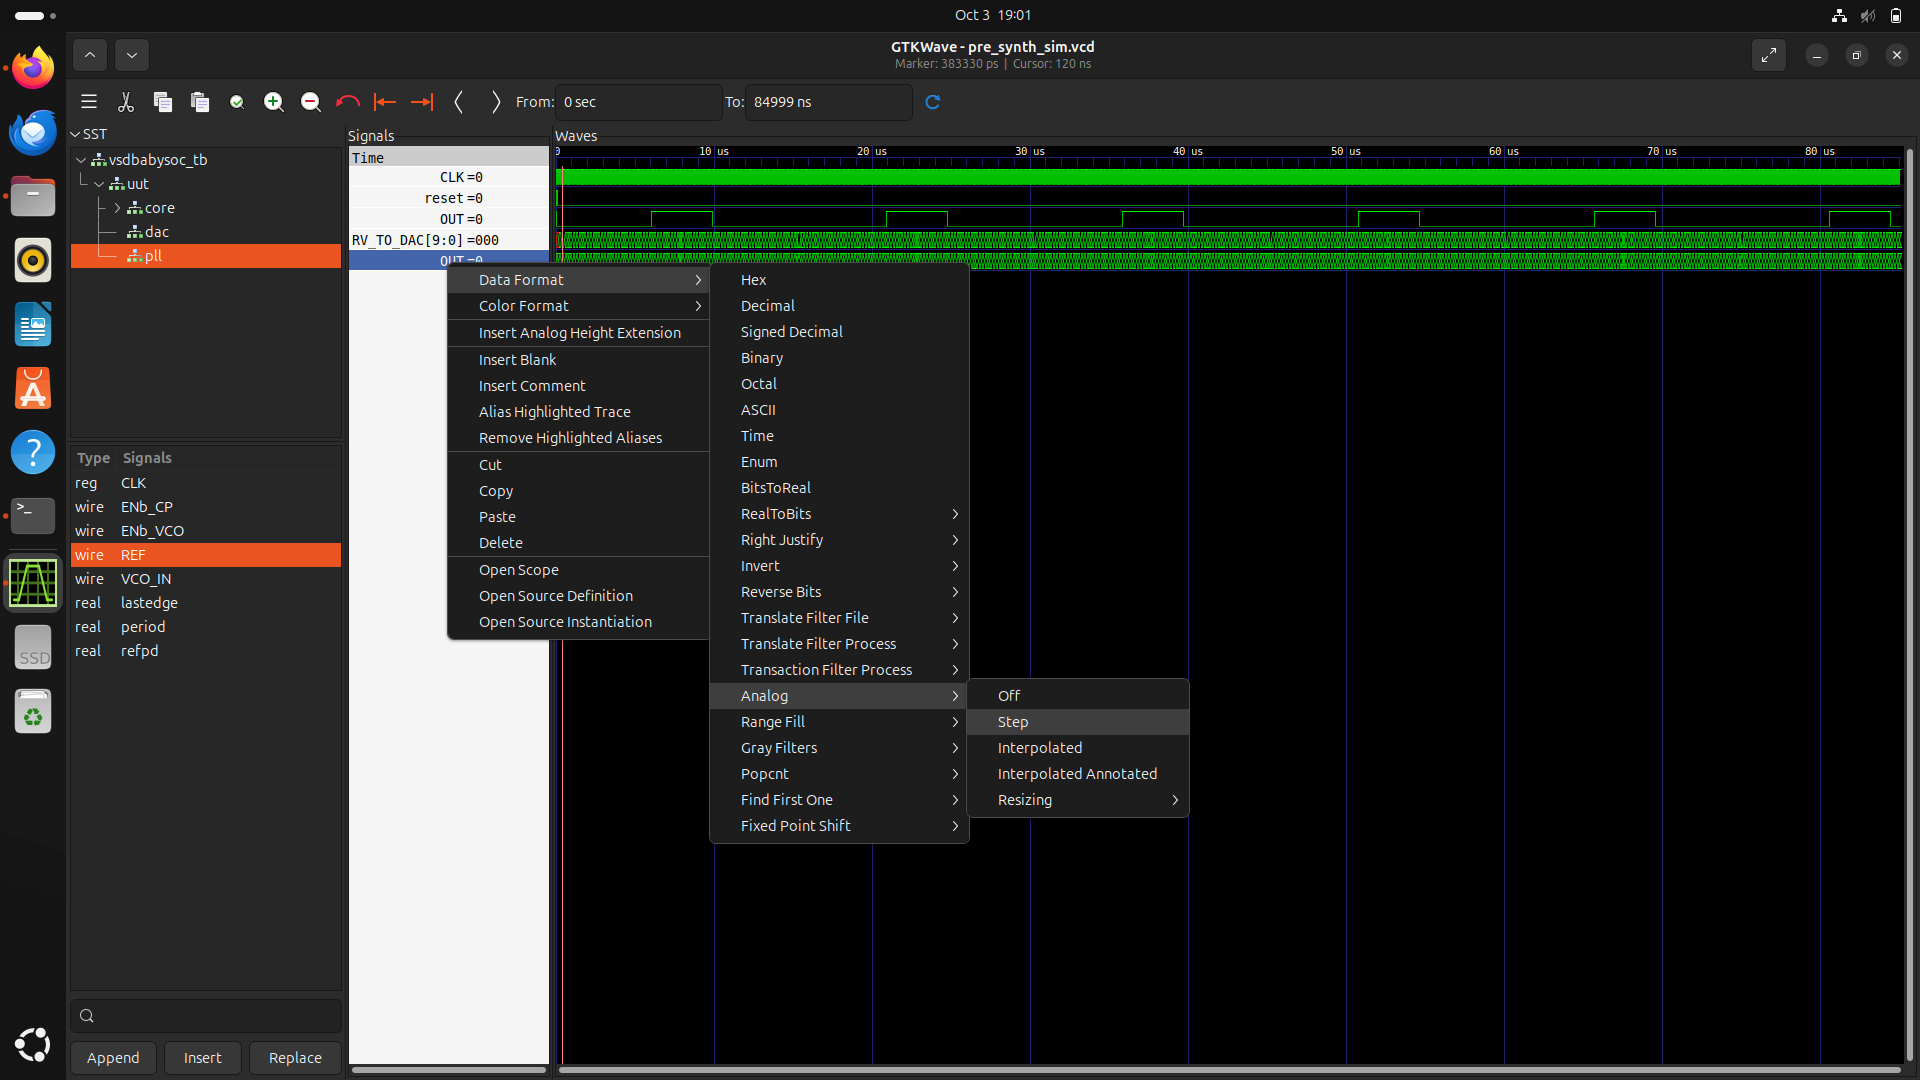 Oct 3 19:01
GTKWave - pre_synth_sim.vcd
Marker: 383330 ps | Cursor: 120 ns
From: 0 sec To: 84999 ns
SST
vsdbabysoc_tb
uut
core
dac
pll
Type Signals
reg CLK
wire ENb_CP
wire ENb_VCO
wire REF
wire VCO_IN
real lastedge
real period
real refpd
Append Insert Replace
Signals
Time
CLK =0
reset =0
OUT =0
RV_TO_DAC[9:0] =000
OUT =0
Waves
0 10 us 20 us 30 us 40 us 50 us 60 us 70 us 80 us
Data Format
Color Format
Insert Analog Height Extension
Insert Blank
Insert Comment
Alias Highlighted Trace
Remove Highlighted Aliases
Cut
Copy
Paste
Delete
Open Scope
Open Source Definition
Open Source Instantiation
Hex
Decimal
Signed Decimal
Binary
Octal
ASCII
Time
Enum
BitsToReal
RealToBits
Right Justify
Invert
Reverse Bits
Translate Filter File
Translate Filter Process
Transaction Filter Process
Analog
Range Fill
Gray Filters
Popcnt
Find First One
Fixed Point Shift
Off
Step
Interpolated
Interpolated Annotated
Resizing
SSD